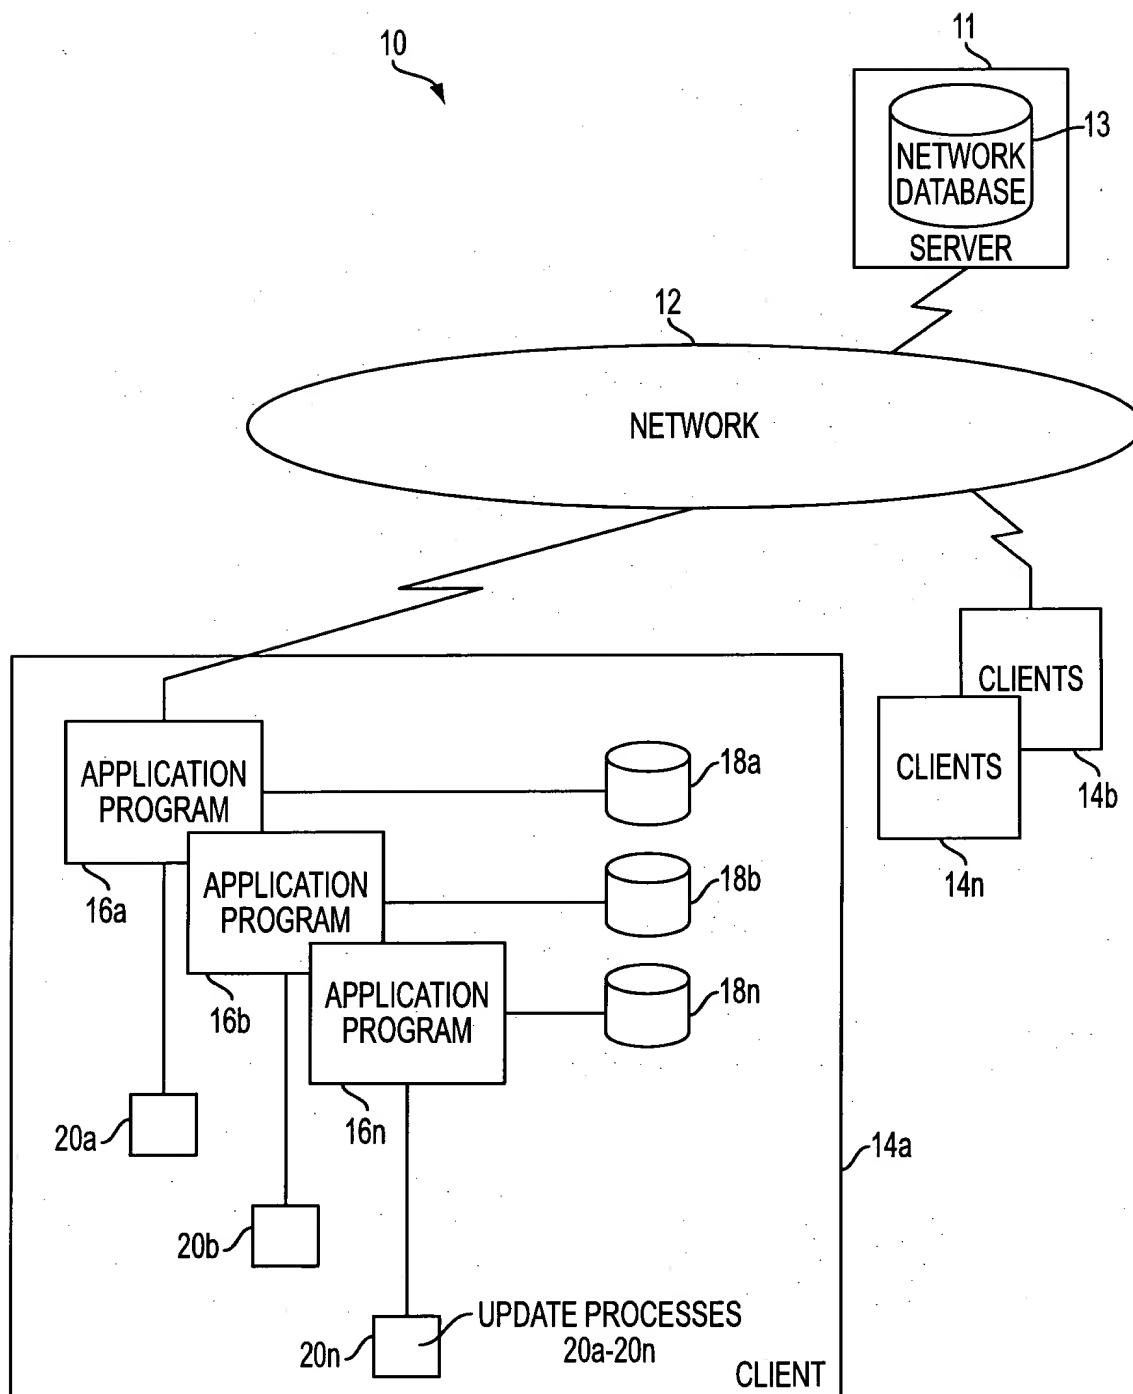 10
11
13
NETWORK
DATABASE
SERVER
12
NETWORK
CLIENTS
14b
CLIENTS
14n
APPLICATION
PROGRAM
16a
18a
APPLICATION
PROGRAM
16b
18b
APPLICATION
PROGRAM
16n
18n
14a
20a
20b
20n
UPDATE PROCESSES
20a-20n
CLIENT